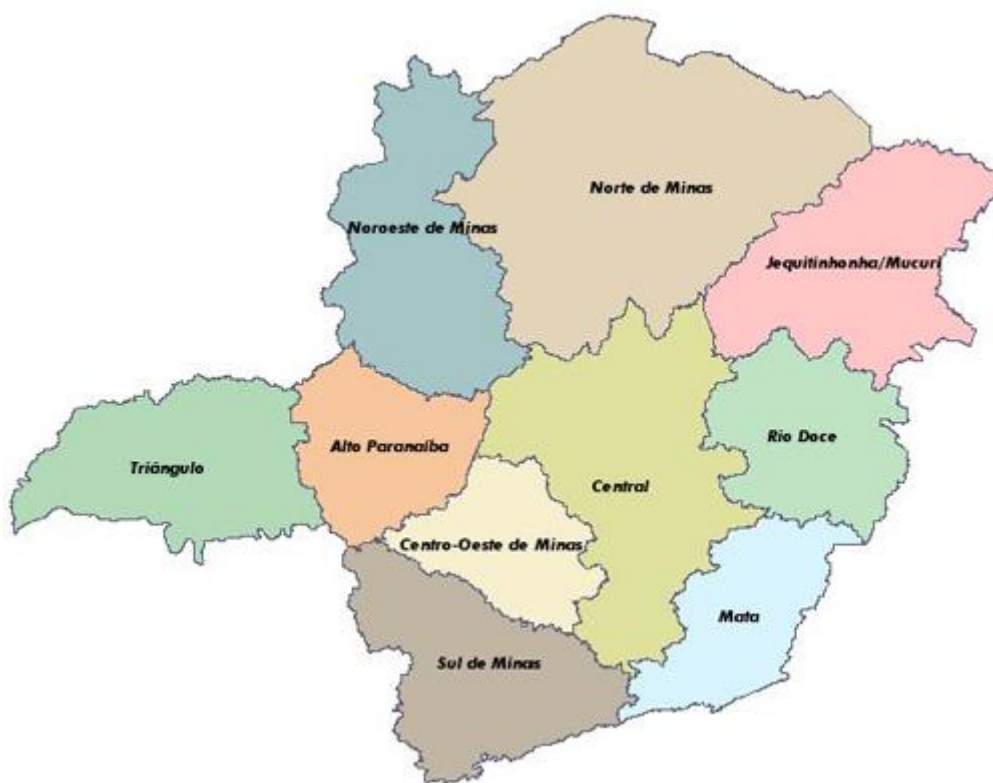 Norte de Minas
Noroeste de Minas
Jequitinhonha/Mucuri
Triângulo
Alto Paranaíba
Rio Doce
Central
Centro-Oeste de Minas
Mata
Sul de Minas